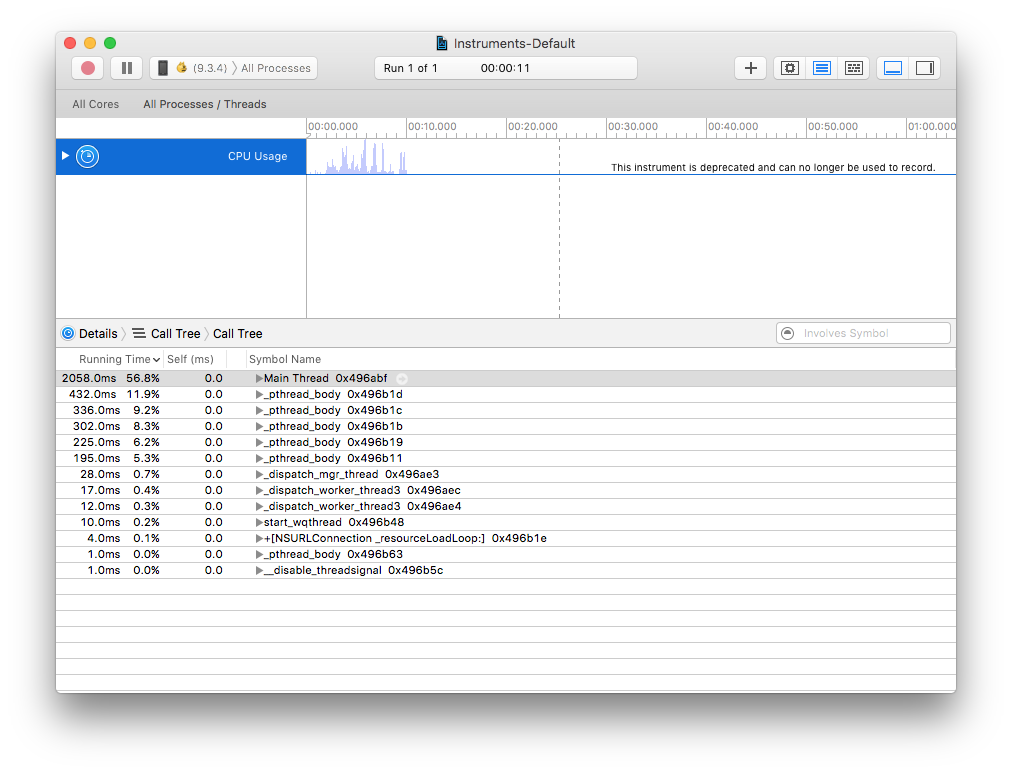 Instruments-Default
(9.3.4) 〉All Processes
Run 1 of 1 00:00:11
All Cores All Processes / Threads
00:00.000 00:10.000 00:20.000 00:30.000 00:40.000 00:50.000 01:00.000
CPU Usage
This instrument is deprecated and can no longer be used to record.
Details 〉 Call Tree 〉 Call Tree Involves Symbol
Running Time Self (ms) Symbol Name
2058.0ms 56.8% 0.0 Main Thread 0x496abf
432.0ms 11.9% 0.0 _pthread_body 0x496b1d
336.0ms 9.2% 0.0 _pthread_body 0x496b1c
302.0ms 8.3% 0.0 _pthread_body 0x496b1b
225.0ms 6.2% 0.0 _pthread_body 0x496b19
195.0ms 5.3% 0.0 _pthread_body 0x496b11
28.0ms 0.7% 0.0 _dispatch_mgr_thread 0x496ae3
17.0ms 0.4% 0.0 _dispatch_worker_thread3 0x496aec
12.0ms 0.3% 0.0 _dispatch_worker_thread3 0x496ae4
10.0ms 0.2% 0.0 start_wqthread 0x496b48
4.0ms 0.1% 0.0 +[NSURLConnection _resourceLoadLoop:] 0x496b1e
1.0ms 0.0% 0.0 _pthread_body 0x496b63
1.0ms 0.0% 0.0 __disable_threadsignal 0x496b5c